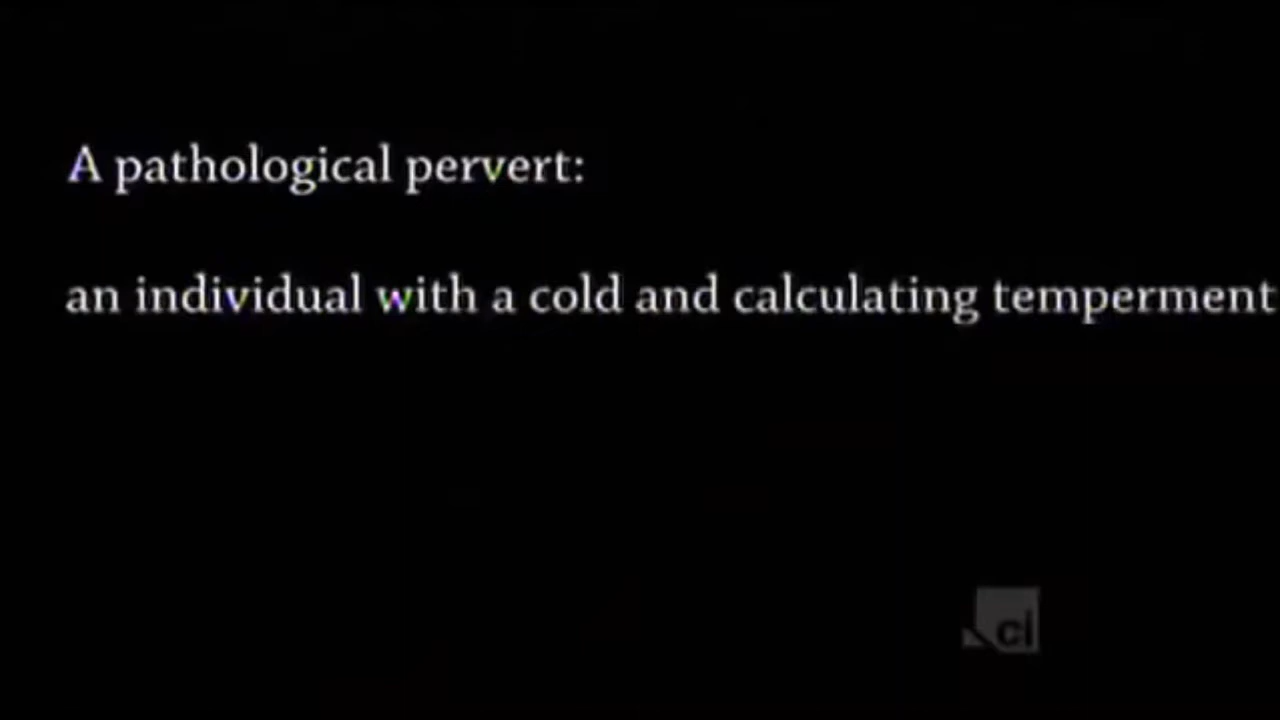 A pathological pervert:
an individual with a cold and calculating temperment
ci